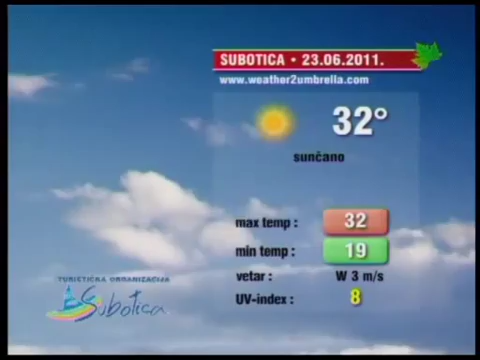 SUBOTICA • 23.06.2011.
www.weather2umbrella.com
32°
sunčano
max temp : 32
min temp : 19
vetar : W 3 m/s
UV-index : 8
TURISTIČKA ORGANIZACIJA
Subotica